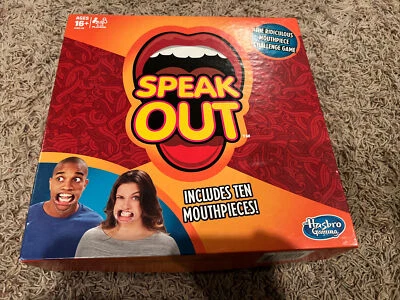 AGES
16+
THE RIDICULOUS
MOUTHPIECE
CHALLENGE GAME
SPEAK
OUT
INCLUDES TEN
MOUTHPIECES!
Hasbro
Gaming